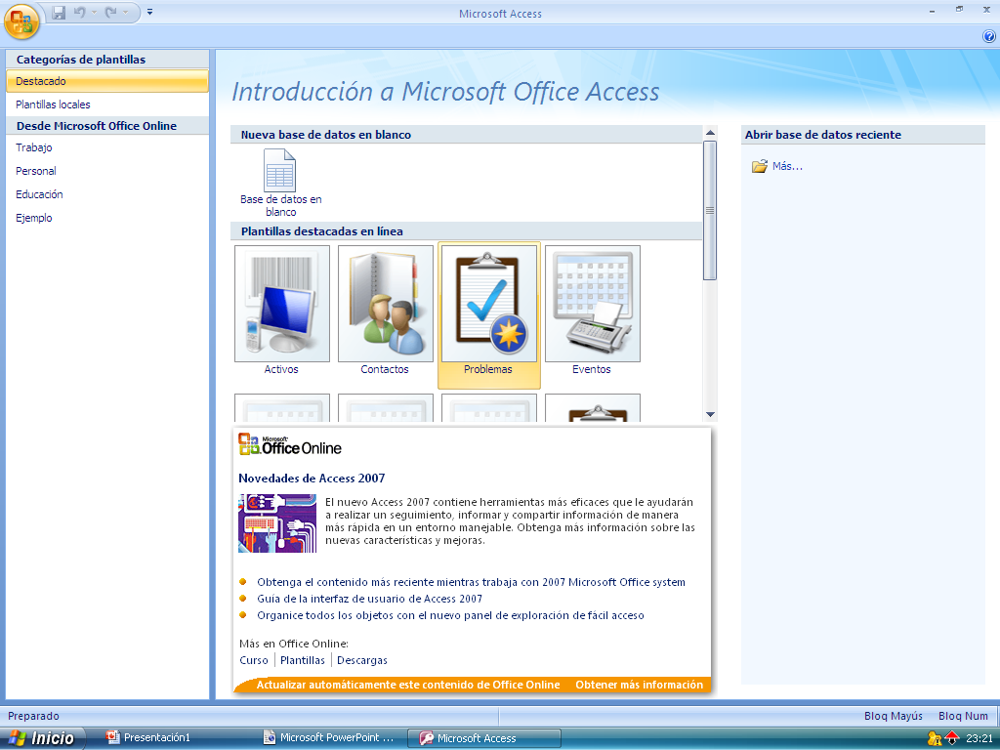 Microsoft Access
Categorías de plantillas
Destacado
Plantillas locales
Desde Microsoft Office Online
Trabajo
Personal
Educación
Ejemplo
Introducción a Microsoft Office Access
Nueva base de datos en blanco
Base de datos en
blanco
Plantillas destacadas en línea
Activos
Contactos
Problemas
Eventos
Microsoft
Office Online
Novedades de Access 2007
El nuevo Access 2007 contiene herramientas más eficaces que le ayudarán
a realizar un seguimiento, informar y compartir información de manera
más rápida en un entorno manejable. Obtenga más información sobre las
nuevas características y mejoras.
Obtenga el contenido más reciente mientras trabaja con 2007 Microsoft Office system
Guía de la interfaz de usuario de Access 2007
Organice todos los objetos con el nuevo panel de exploración de fácil acceso
Más en Office Online:
Curso | Plantillas | Descargas
Actualizar automáticamente este contenido de Office Online Obtener más información
Abrir base de datos reciente
Más...
Preparado
Bloq Mayús Bloq Num
Inicio
Presentación1
Microsoft PowerPoint ...
Microsoft Access
23:21